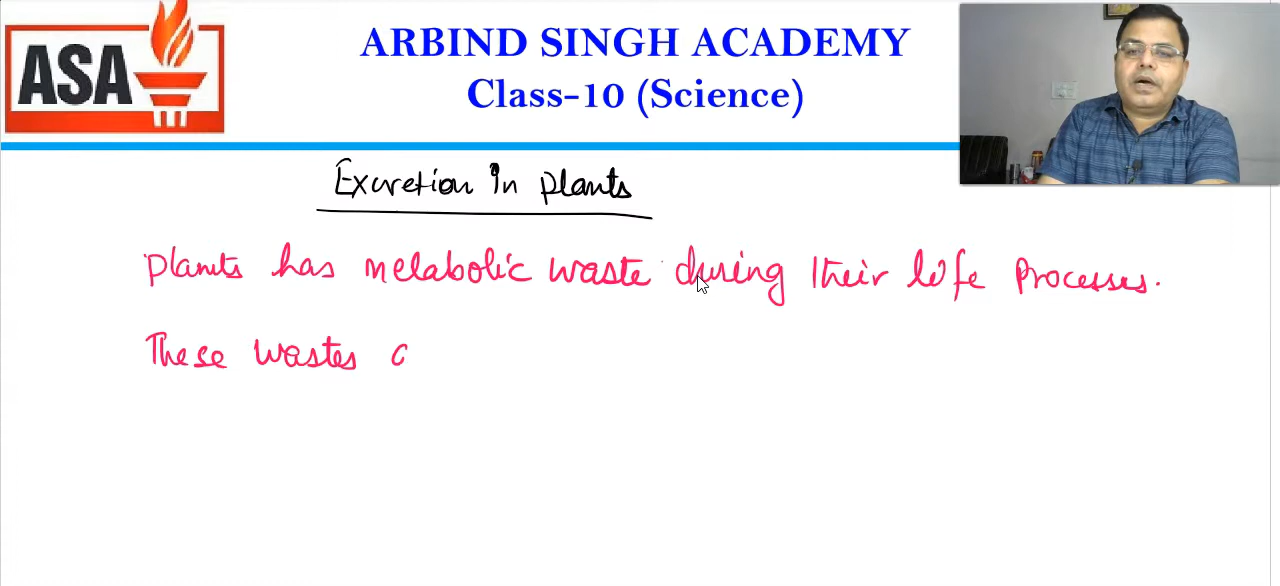 ASA
ARBIND SINGH ACADEMY
Class-10 (Science)
Excretion in plants
plants has metabolic waste during their life processes.
These wastes a